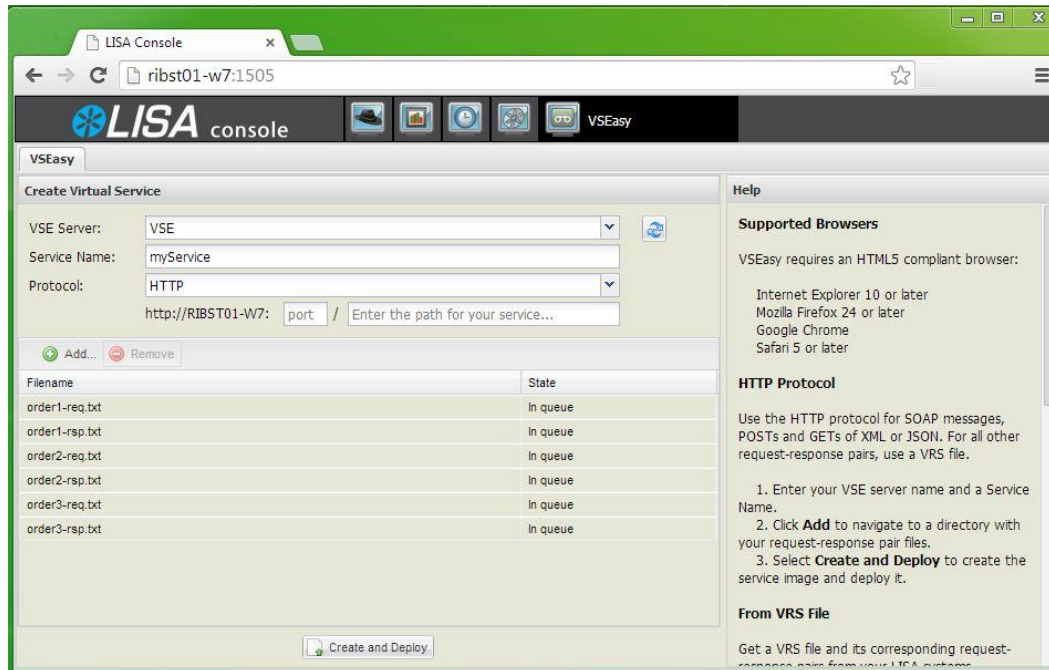 LISA Console
ribst01-w7:1505
LISA console
VSEasy
VSEasy
Create Virtual Service
VSE Server:
VSE
Service Name:
myService
Protocol:
HTTP
http://RIBST01-W7:
port
/
Enter the path for your service...
Add...
Remove
Filename
State
order1-req.txt
In queue
order1-rsp.txt
In queue
order2-req.txt
In queue
order2-rsp.txt
In queue
order3-req.txt
In queue
order3-rsp.txt
In queue
Create and Deploy
Help
Supported Browsers
VSEasy requires an HTML5 compliant browser:
Internet Explorer 10 or later
Mozilla Firefox 24 or later
Google Chrome
Safari 5 or later
HTTP Protocol
Use the HTTP protocol for SOAP messages,
POSTs and GETs of XML or JSON. For all other
request-response pairs, use a VRS file.
1. Enter your VSE server name and a Service
Name.
2. Click Add to navigate to a directory with
your request-response pair files.
3. Select Create and Deploy to create the
service image and deploy it.
From VRS File
Get a VRS file and its corresponding request-
response pairs from your LISA systems